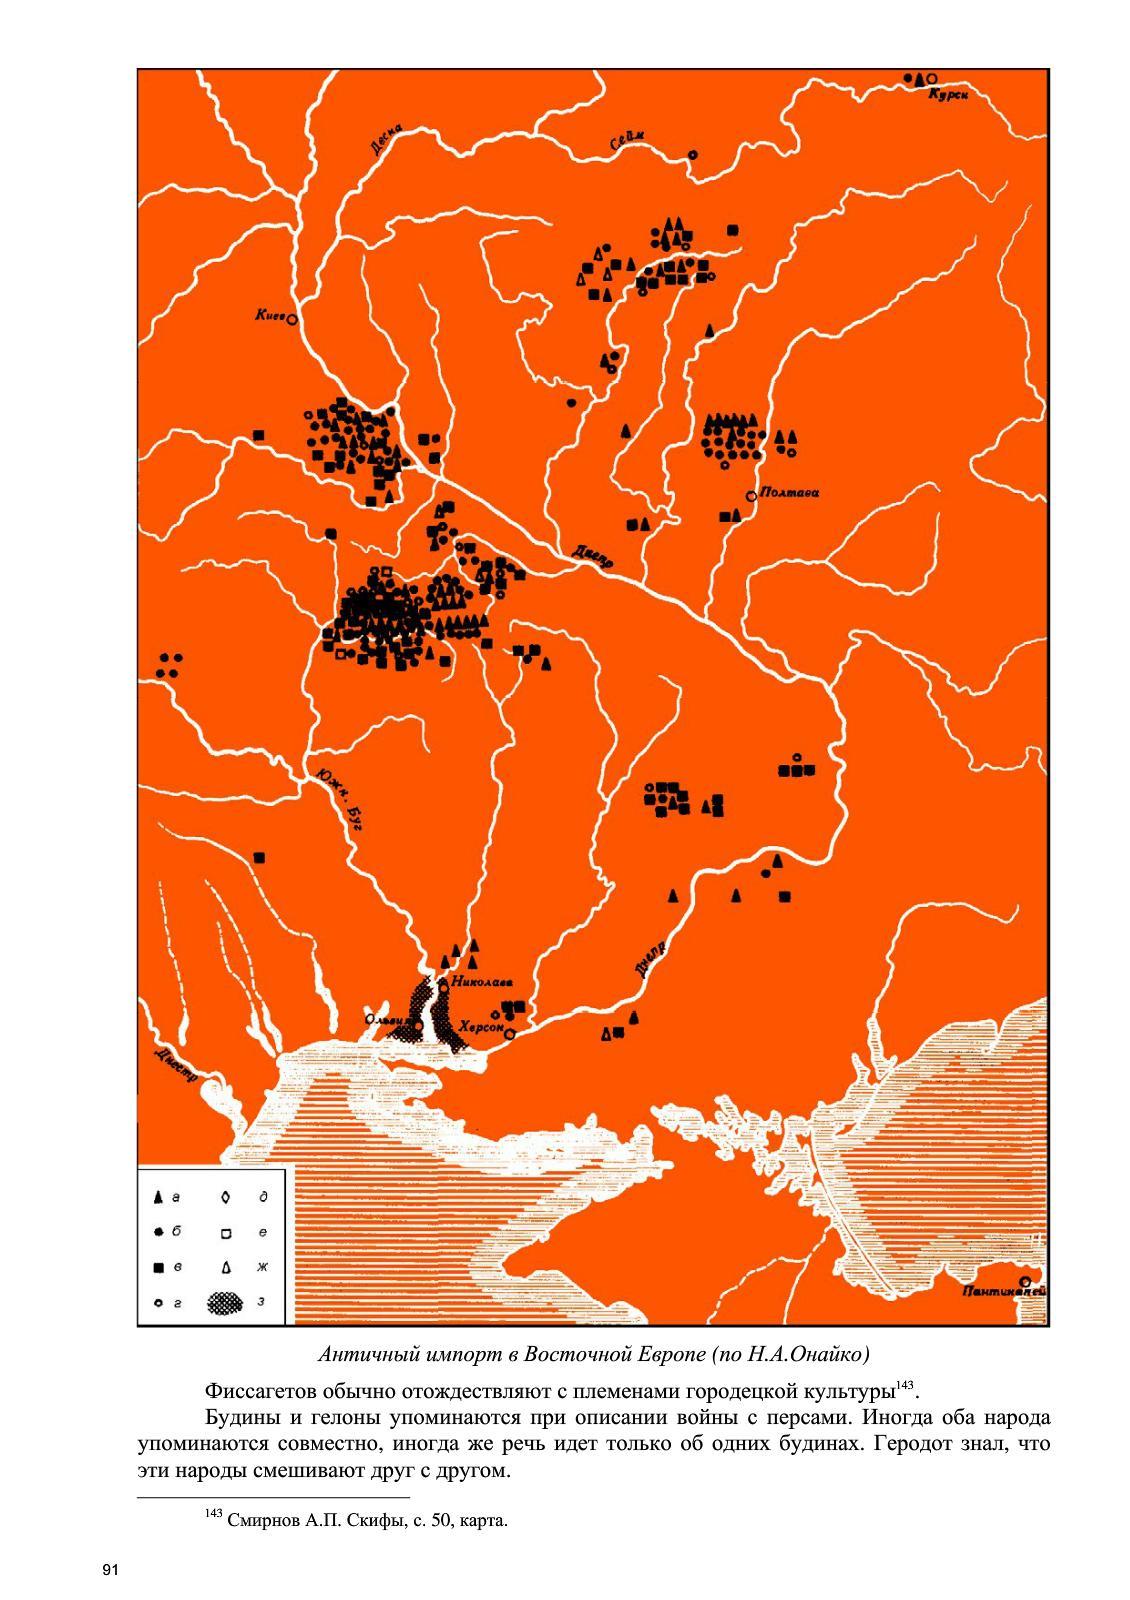 Курск
Десна
Сейм
Киев
Полтава
Днепр
Южн. Буг
Николаев
Ольвия
Херсон
Днепр
Днестр
а д
б е
в ж
г з
Пантикапей
Античный импорт в Восточной Европе (по Н.А.Онайко)
Фиссагетов обычно отождествляют с племенами городецкой культуры143.
Будины и гелоны упоминаются при описании войны с персами. Иногда оба народа
упоминаются совместно, иногда же речь идет только об одних будинах. Геродот знал, что
эти народы смешивают друг с другом.
143 Смирнов А.П. Скифы, с. 50, карта.
91